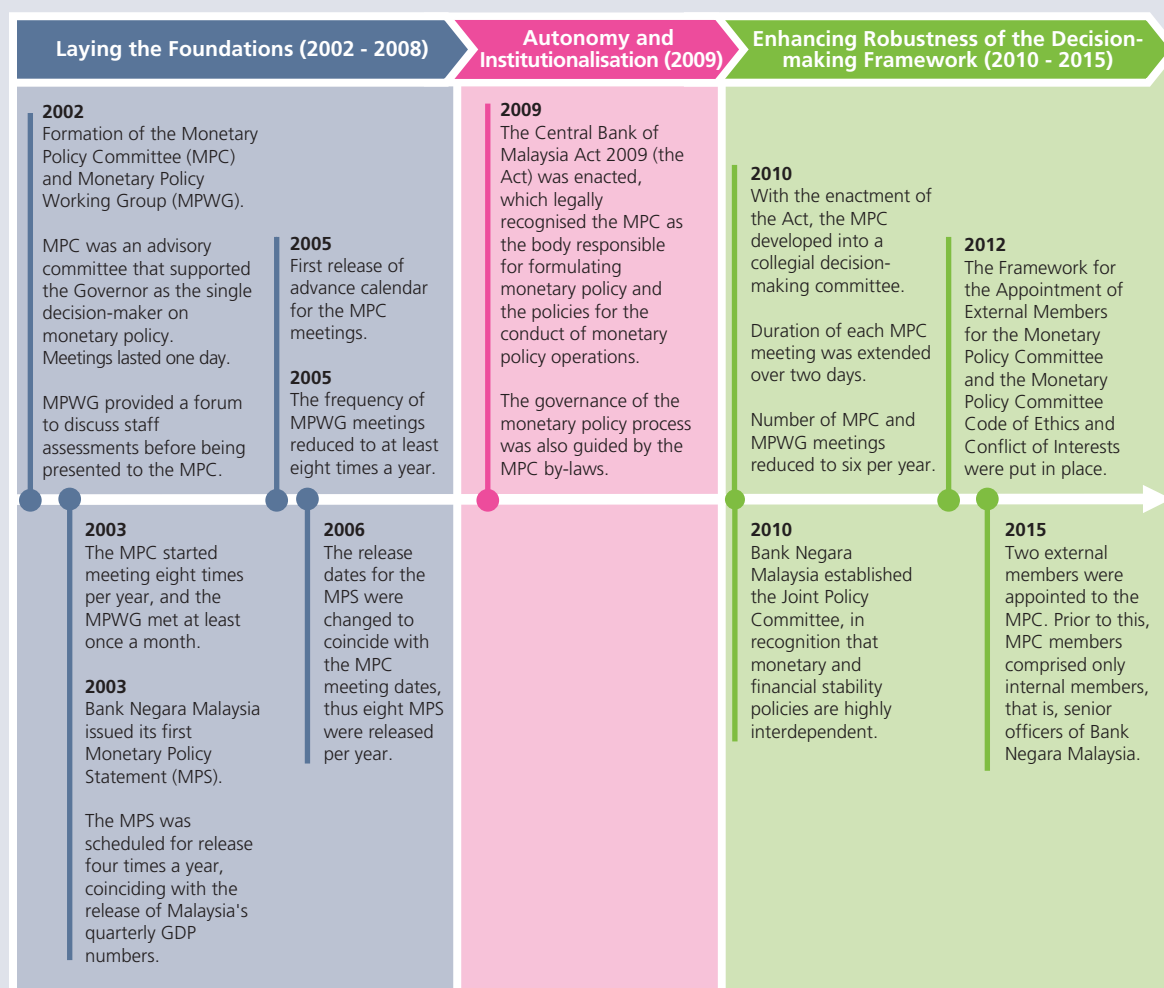 Laying the Foundations (2002 - 2008)
Autonomy and
Institutionalisation (2009)
Enhancing Robustness of the Decision-
making Framework (2010 - 2015)
2002
Formation of the Monetary
Policy Committee (MPC)
and Monetary Policy
Working Group (MPWG).
MPC was an advisory
committee that supported
the Governor as the single
decision-maker on
monetary policy.
Meetings lasted one day.
MPWG provided a forum
to discuss staff
assessments before being
presented to the MPC.
2003
The MPC started
meeting eight times
per year, and the
MPWG met at least
once a month.
2003
Bank Negara Malaysia
issued its first
Monetary Policy
Statement (MPS).
The MPS was
scheduled for release
four times a year,
coinciding with the
release of Malaysia's
quarterly GDP
numbers.
2005
First release of
advance calendar
for the MPC
meetings.
2005
The frequency of
MPWG meetings
reduced to at least
eight times a year.
2006
The release
dates for the
MPS were
changed to
coincide with
the MPC
meeting dates,
thus eight MPS
were released
per year.
2009
The Central Bank of
Malaysia Act 2009 (the
Act) was enacted,
which legally
recognised the MPC as
the body responsible
for formulating
monetary policy and
the policies for the
conduct of monetary
policy operations.
The governance of the
monetary policy process
was also guided by the
MPC by-laws.
2010
With the enactment of
the Act, the MPC
developed into a
collegial decision-
making committee.
Duration of each MPC
meeting was extended
over two days.
Number of MPC and
MPWG meetings
reduced to six per year.
2010
Bank Negara
Malaysia established
the Joint Policy
Committee, in
recognition that
monetary and
financial stability
policies are highly
interdependent.
2012
The Framework for
the Appointment of
External Members
for the Monetary
Policy Committee
and the Monetary
Policy Committee
Code of Ethics and
Conflict of Interests
were put in place.
2015
Two external
members were
appointed to the
MPC. Prior to this,
MPC members
comprised only
internal members,
that is, senior
officers of Bank
Negara Malaysia.